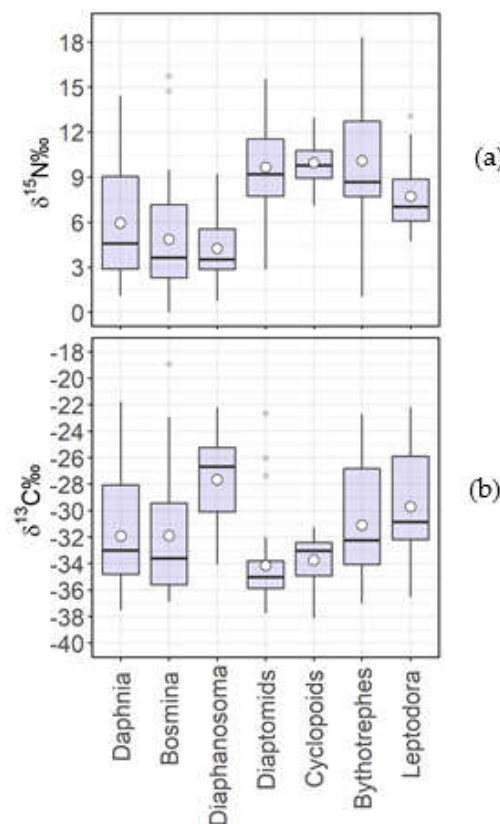 18
15
12
9
6
3
0
δ15N‰
(a)
-18
-20
-22
-24
-26
-28
-30
-32
-34
-36
-38
-40
δ13C‰
(b)
Daphnia
Bosmina
Diaphanosoma
Diaptomids
Cyclopoids
Bythotrephes
Leptodora